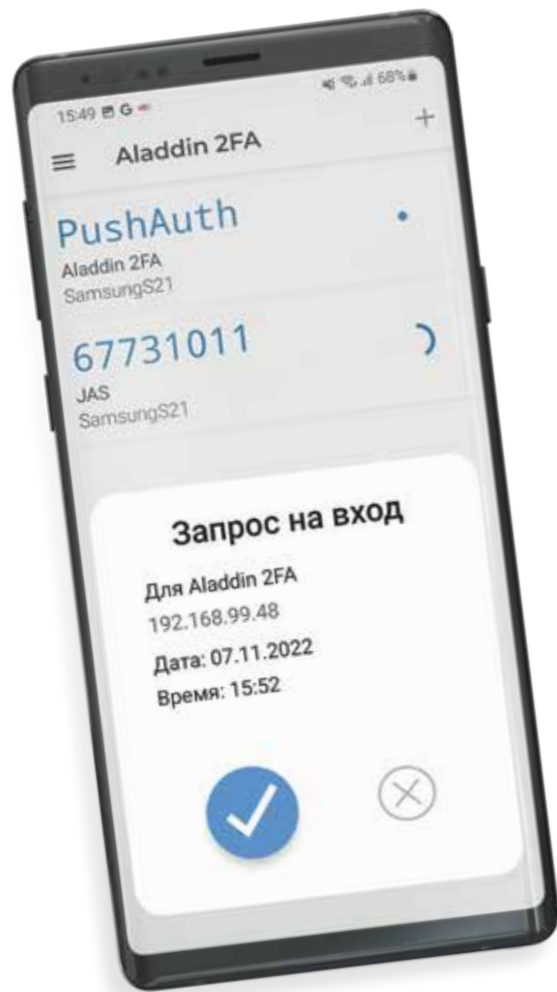 15:49 G 68%
Aladdin 2FA
PushAuth
Aladdin 2FA
SamsungS21
67731011
JAS
SamsungS21
Запрос на вход
Для Aladdin 2FA
192.168.99.48
Дата: 07.11.2022
Время: 15:52